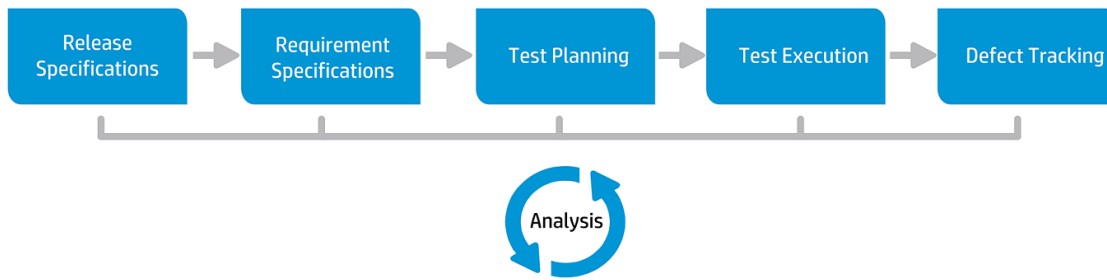 Release
Specifications
Requirement
Specifications
Test Planning
Test Execution
Defect Tracking
Analysis